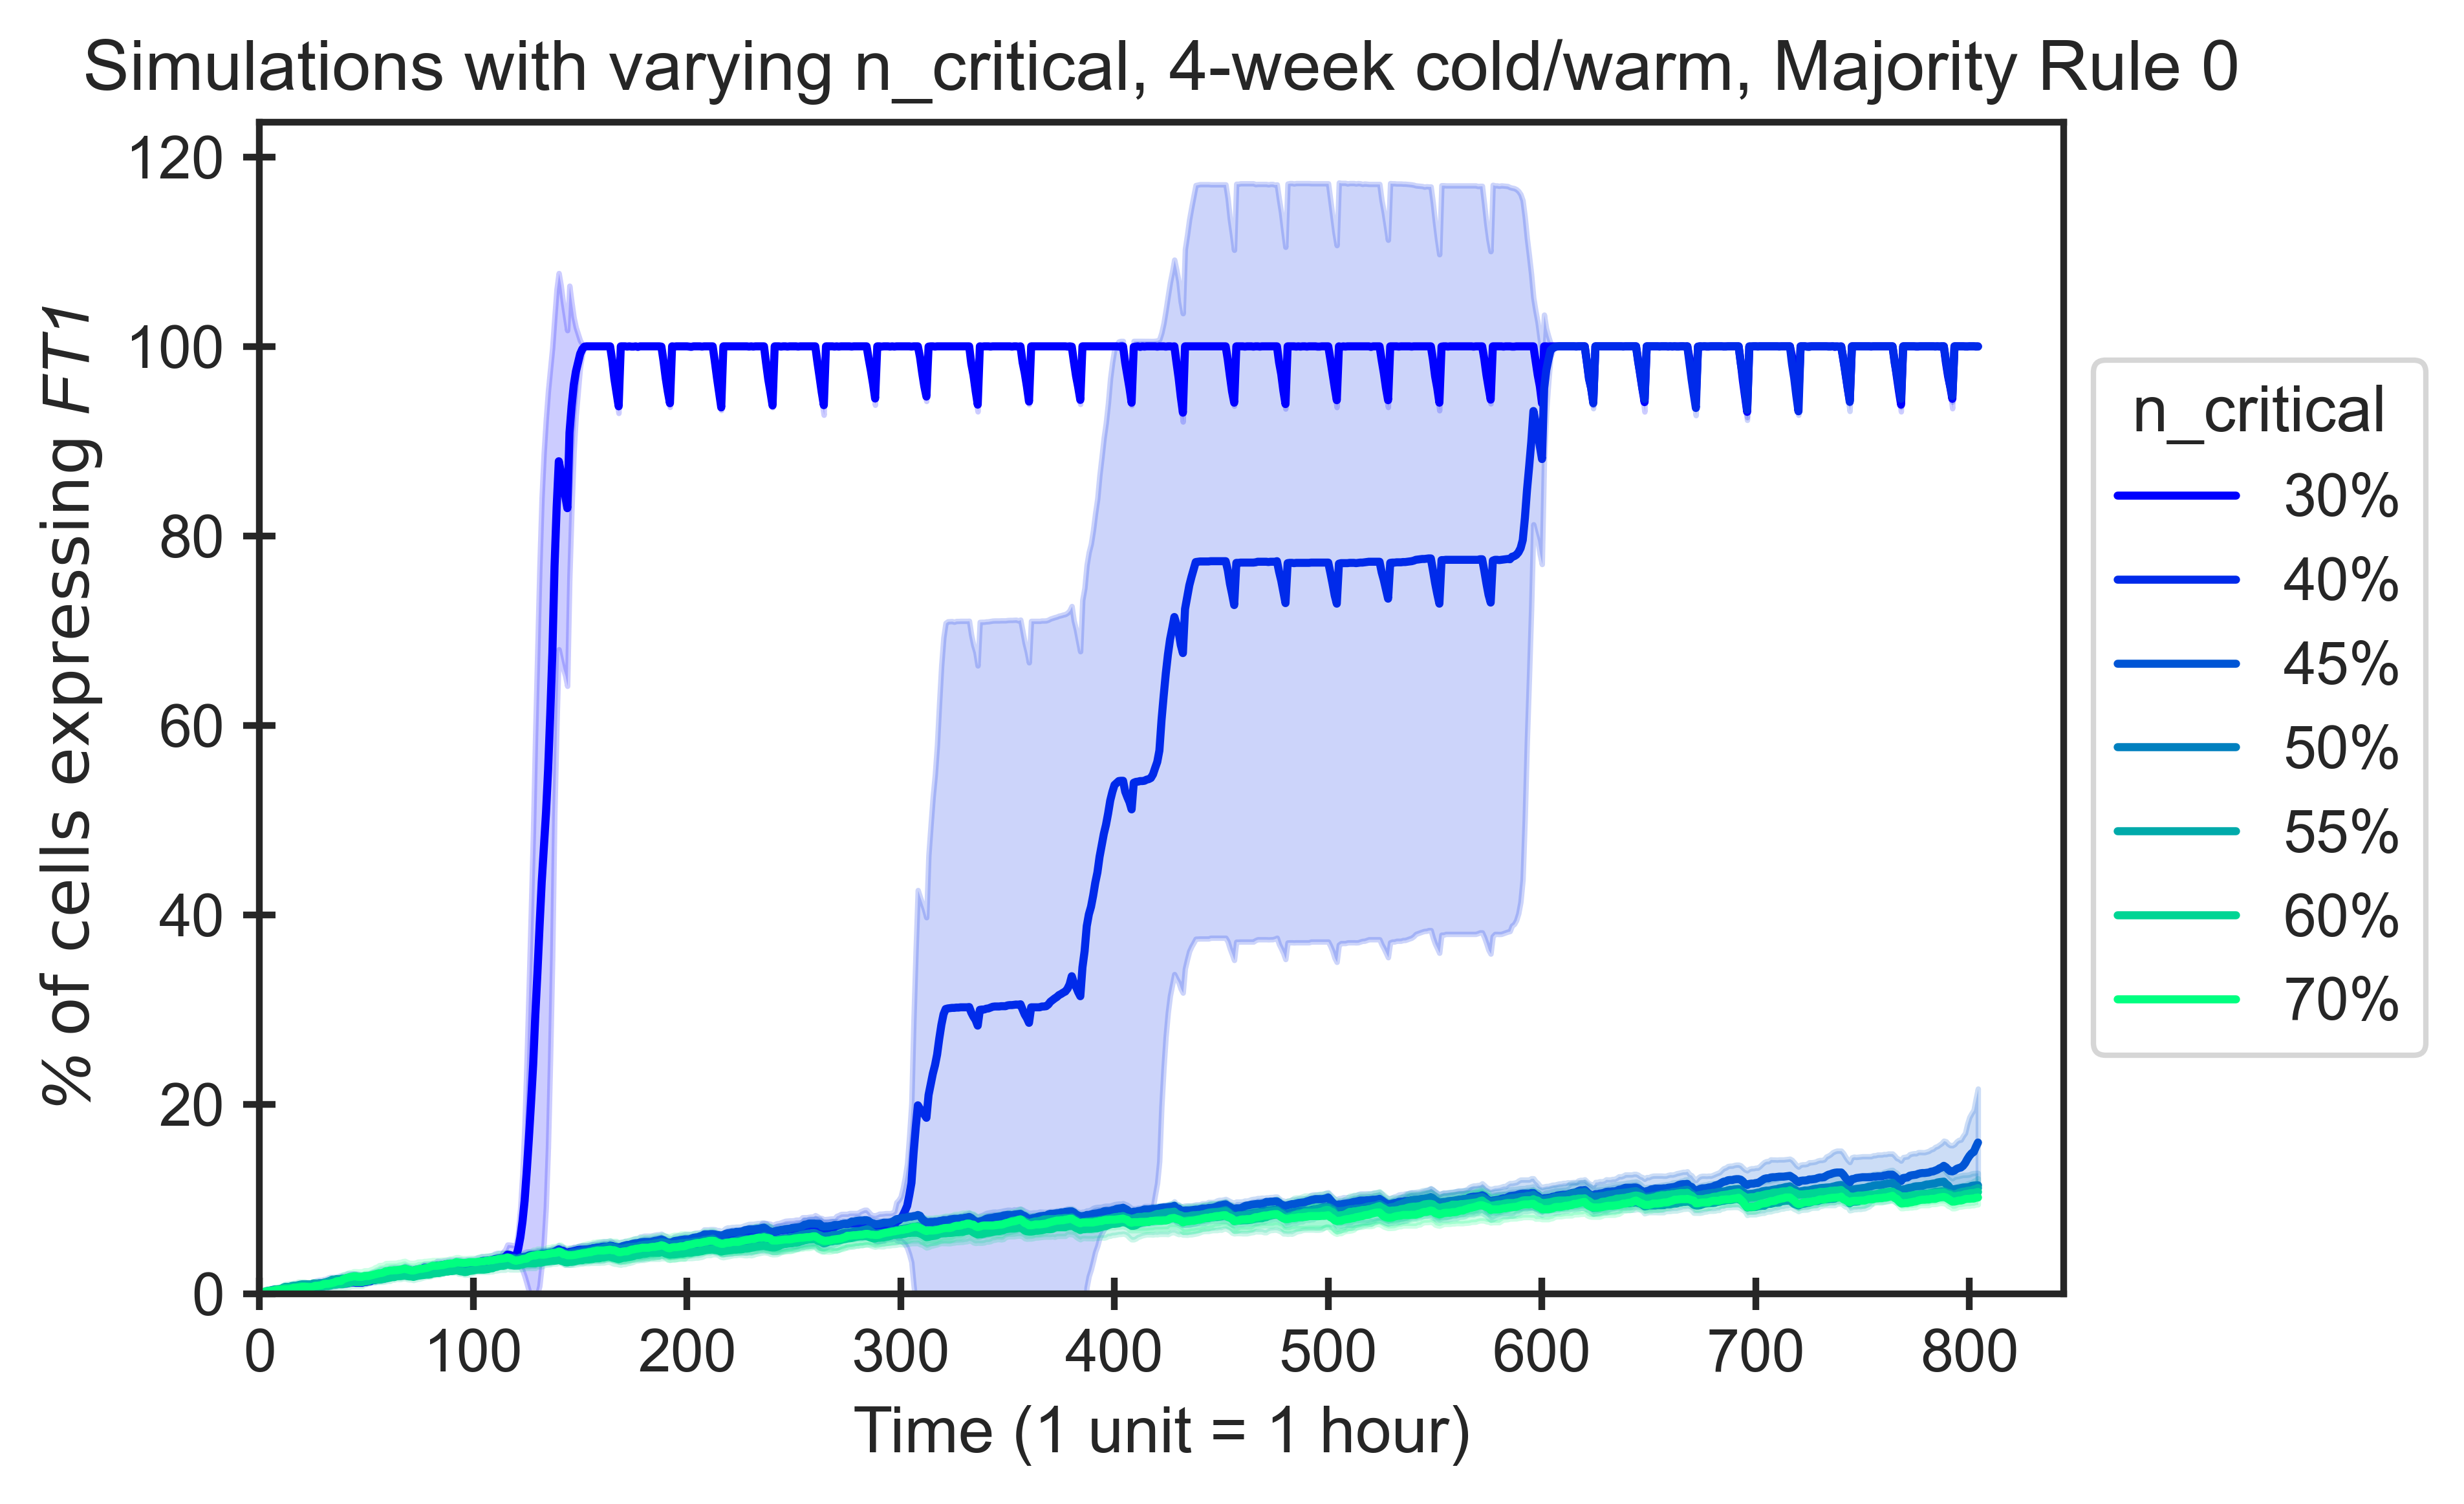 Simulations with varying n_critical, 4-week cold/warm, Majority Rule 0
% of cells expressing FT1
120
100
80
60
40
20
0
0 100 200 300 400 500 600 700 800
Time (1 unit = 1 hour)
n_critical
30%
40%
45%
50%
55%
60%
70%